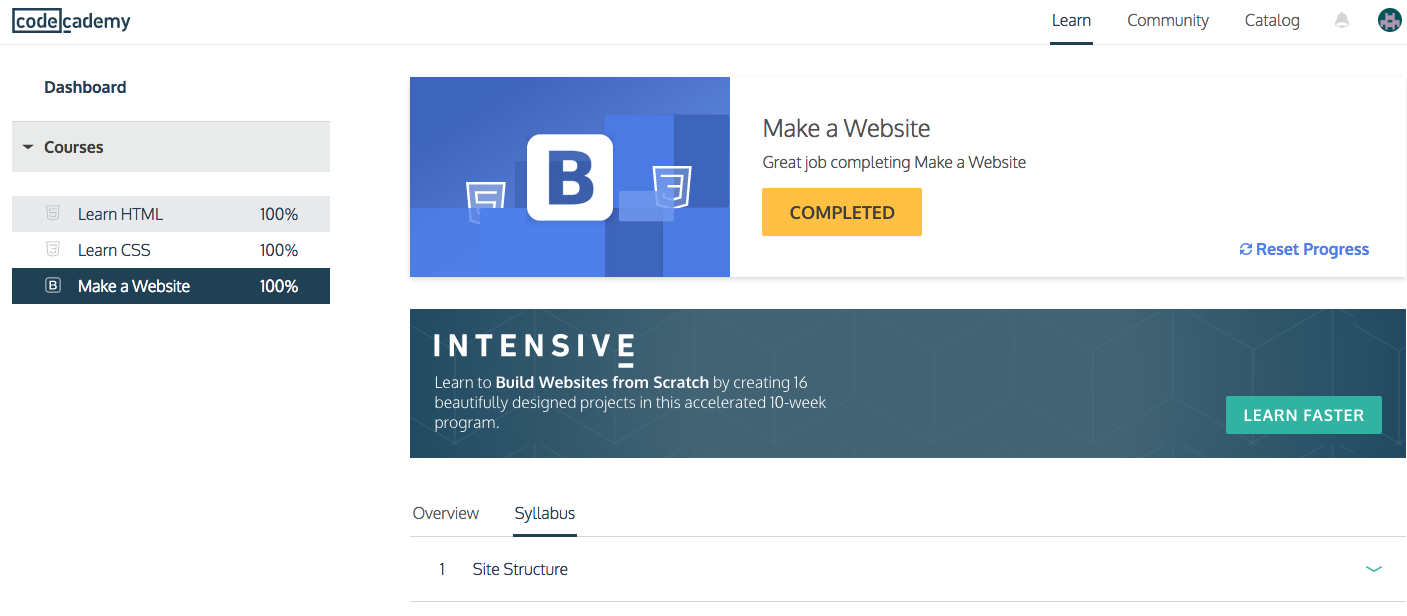 codecademy
Learn Community Catalog
Dashboard
Courses
Learn HTML 100%
Learn CSS 100%
B Make a Website 100%
B
Make a Website
Great job completing Make a Website
COMPLETED
Reset Progress
INTENSIVE
Learn to Build Websites from Scratch by creating 16
beautifully designed projects in this accelerated 10-week
program.
LEARN FASTER
Overview Syllabus
1 Site Structure